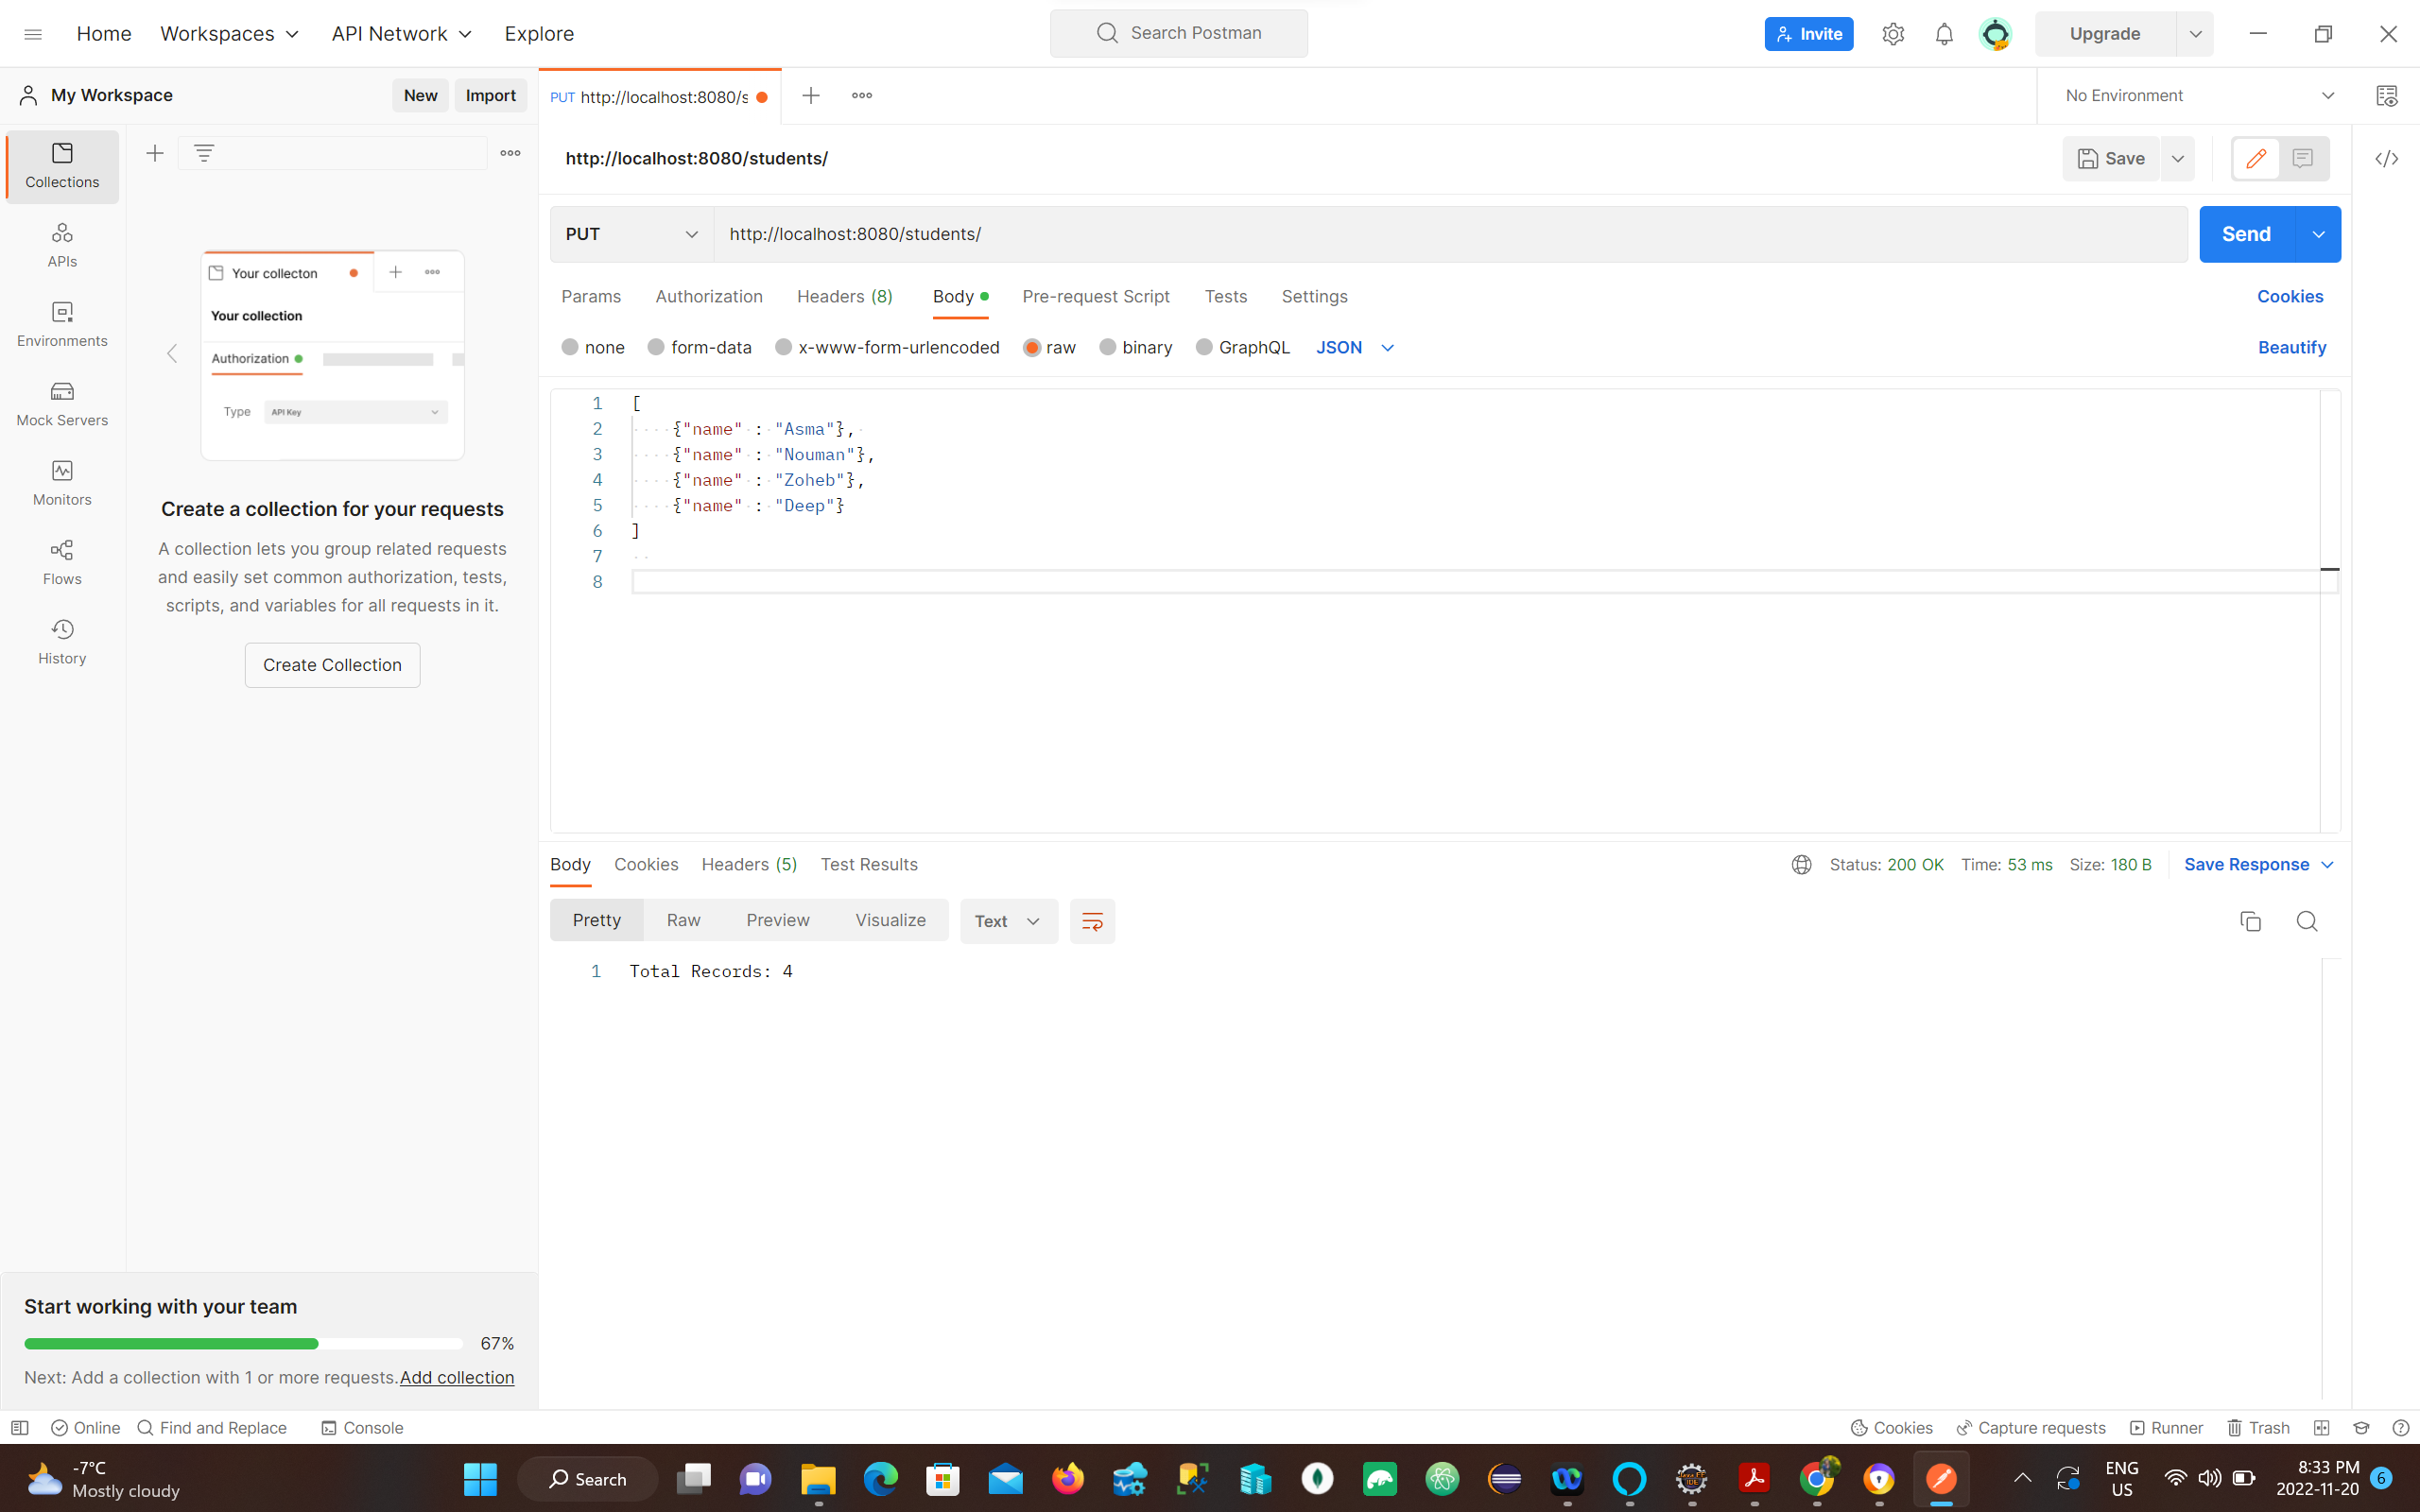 Home Workspaces API Network Explore
Search Postman
Invite Upgrade
My Workspace New Import
PUT http://localhost:8080/s
No Environment
Collections
APIs
Environments
Mock Servers
Monitors
Flows
History
Your collecton
Your collection
Authorization
Type API Key
Create a collection for your requests
A collection lets you group related requests
and easily set common authorization, tests,
scripts, and variables for all requests in it.
Create Collection
Start working with your team
67%
Next: Add a collection with 1 or more requests. Add collection
http://localhost:8080/students/
Save
PUT http://localhost:8080/students/ Send
Params Authorization Headers (8) Body Pre-request Script Tests Settings Cookies
none form-data x-www-form-urlencoded raw binary GraphQL JSON Beautify
1 [
2 {"name" : "Asma"},
3 {"name" : "Nouman"},
4 {"name" : "Zoheb"},
5 {"name" : "Deep"}
6 ]
7
8
Body Cookies Headers (5) Test Results Status: 200 OK Time: 53 ms Size: 180 B Save Response
Pretty Raw Preview Visualize Text
1 Total Records: 4
Online Find and Replace Console Cookies Capture requests Runner Trash
-7°C
Mostly cloudy
Search
ENG
US
8:33 PM
2022-11-20
6